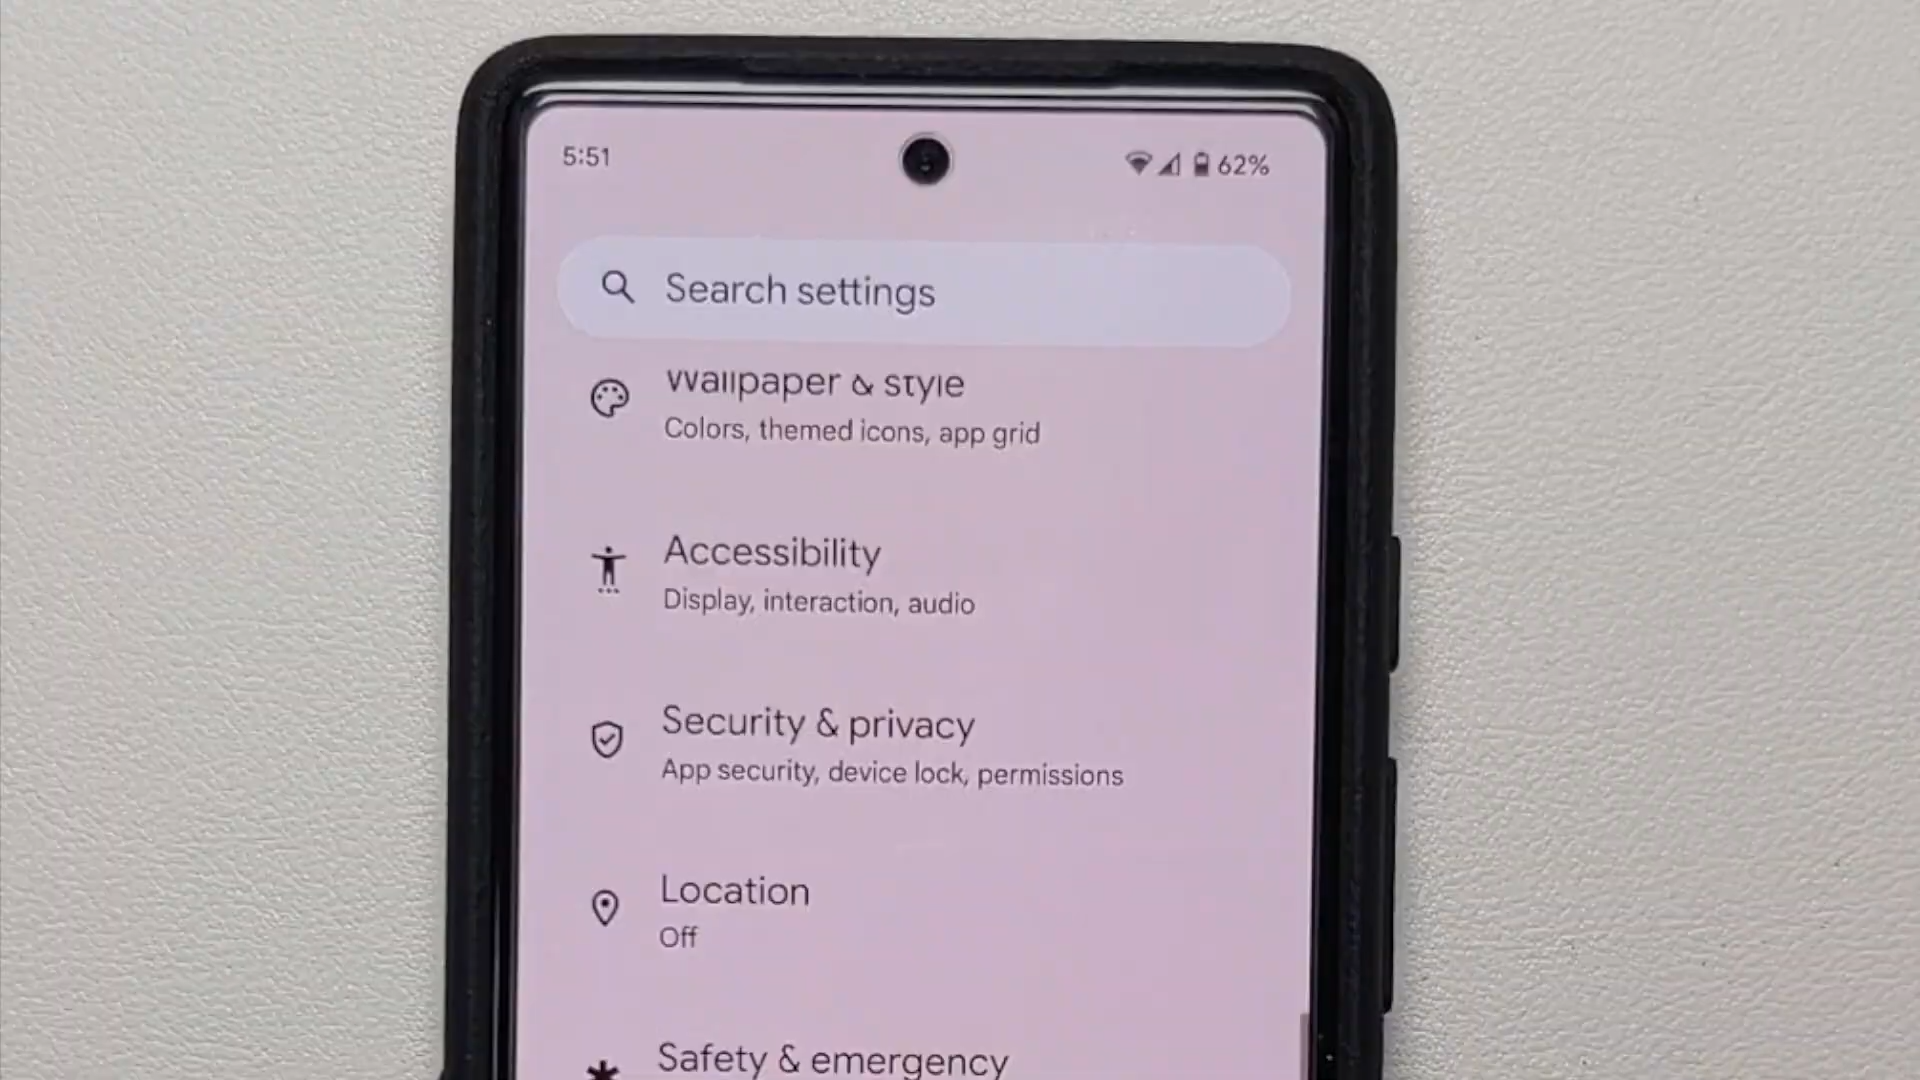 5:51
62%
Search settings
Wallpaper & style
Colors, themed icons, app grid
Accessibility
Display, interaction, audio
Security & privacy
App security, device lock, permissions
Location
Off
Safety & emergency